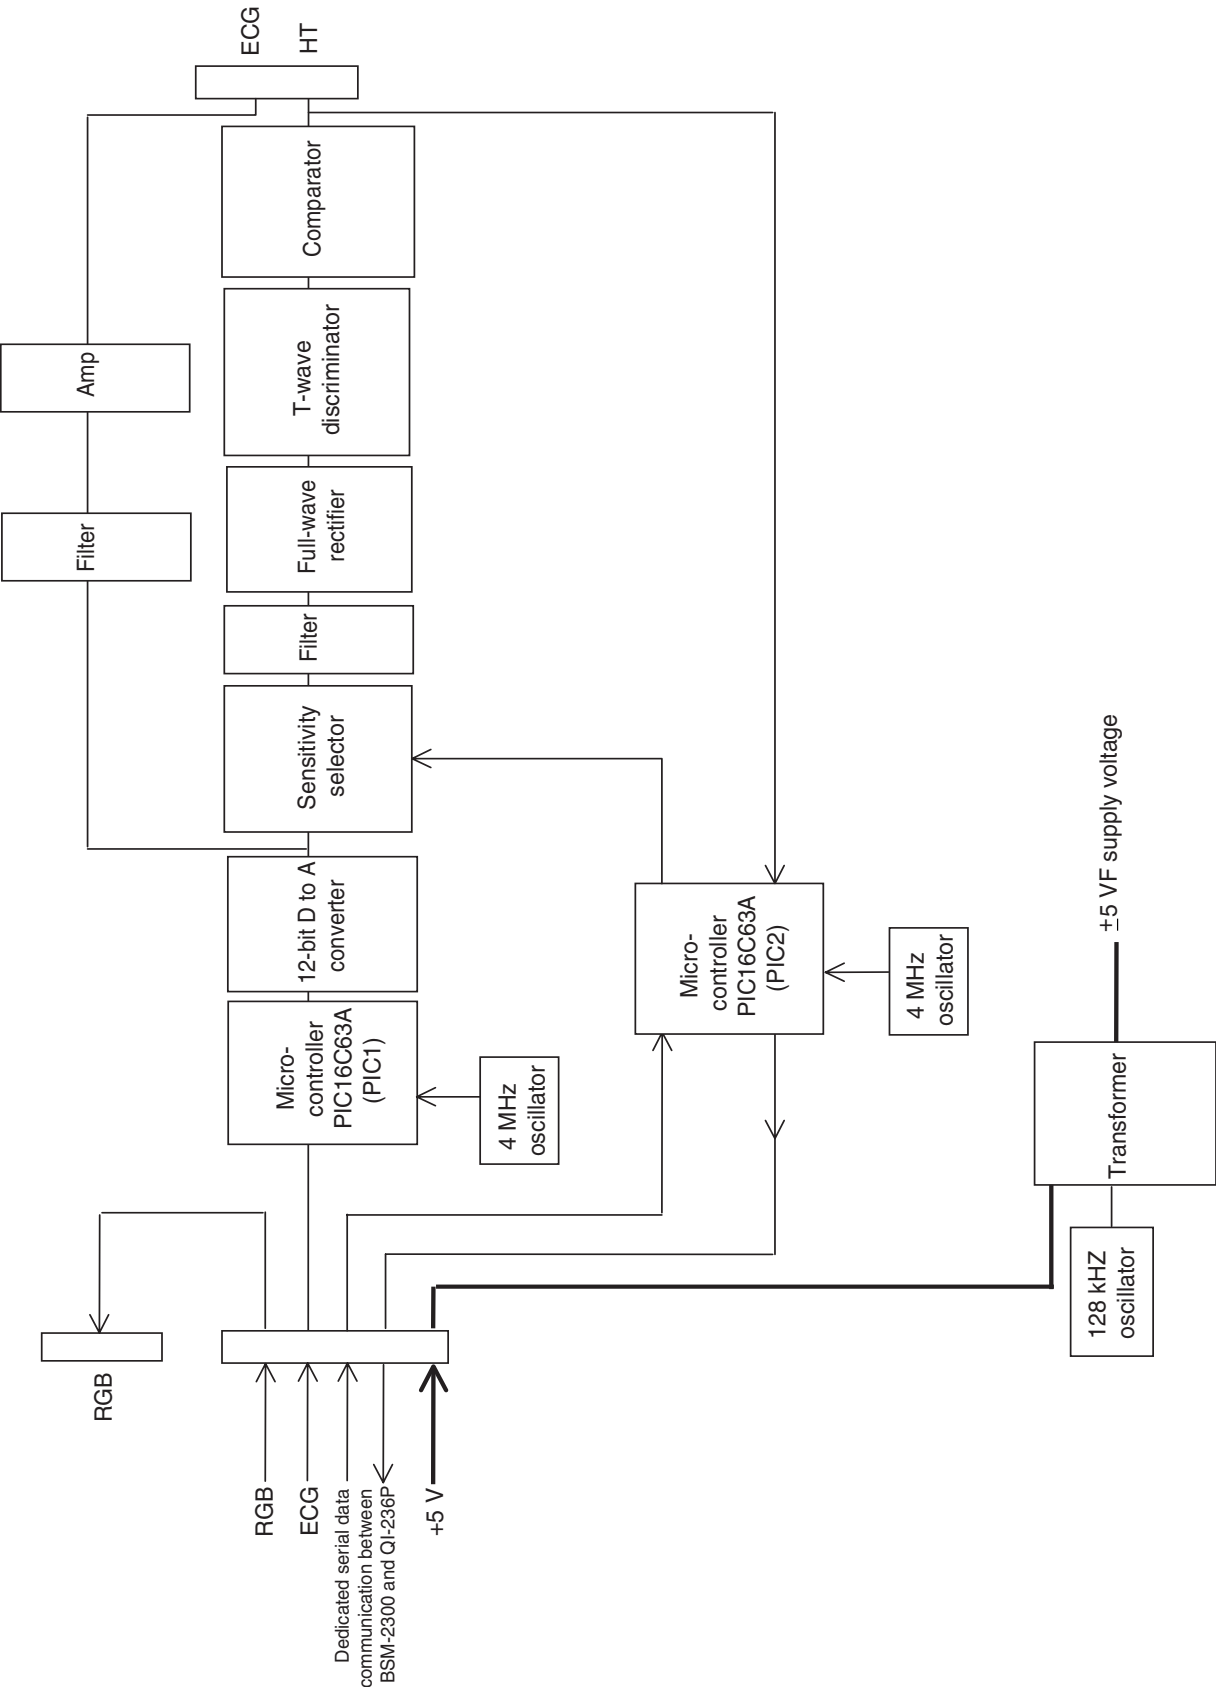 RGB
RGB
ECG
Dedicated serial data
communication between
BSM-2300 and QI-236P
+5 V
Micro-
controller
PIC16C63A
(PIC1)
4 MHz
oscillator
12-bit D to A
converter
Sensitivity
selector
Filter
Full-wave
rectifier
T-wave
discriminator
Comparator
Filter
Amp
ECG
HT
Micro-
controller
PIC16C63A
(PIC2)
4 MHz
oscillator
128 kHZ
oscillator
Transformer
±5 VF supply voltage